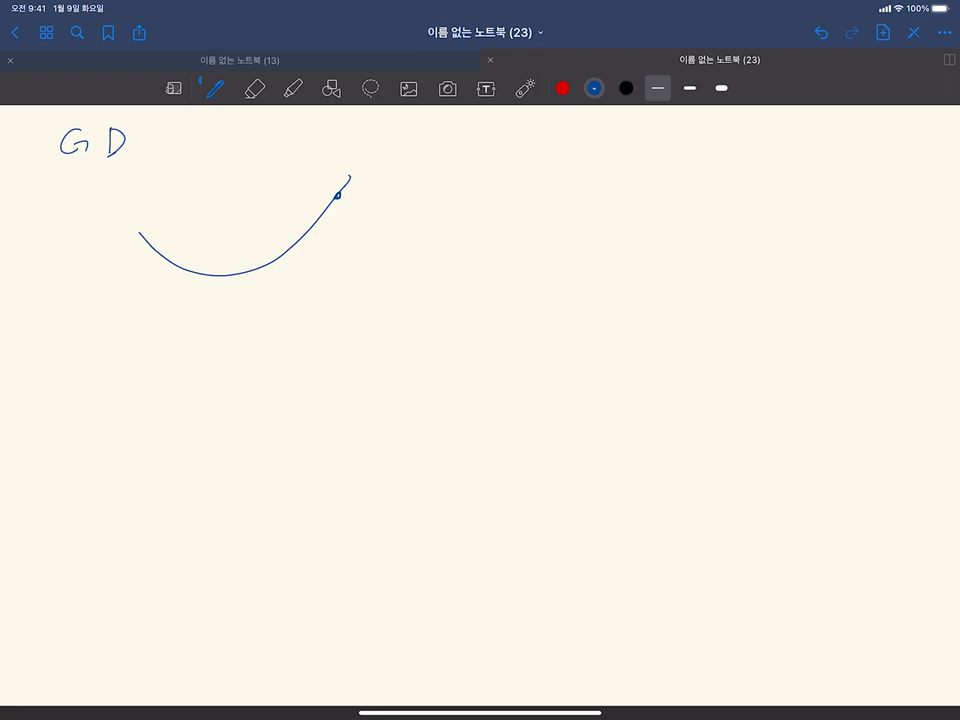 오전 9:41 1월 9일 화요일 100%
이름 없는 노트북 (23)
이름 없는 노트북 (13) 이름 없는 노트북 (23)
T
G D